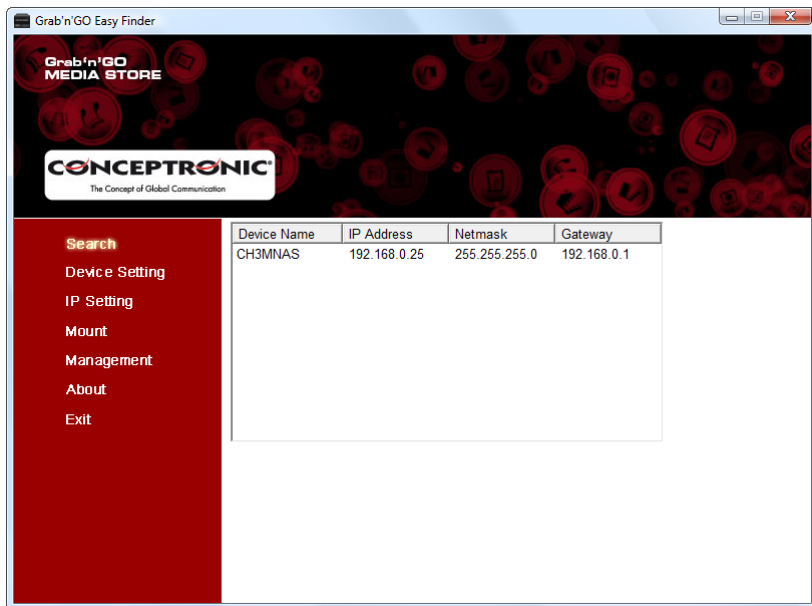 Grab'n'GO Easy Finder
Grab'n'GO
MEDIA STORE
CONCEPTRONIC
The Concept of Global Communication
Search
Device Setting
IP Setting
Mount
Management
About
Exit
Device Name IP Address Netmask Gateway
CH3MNAS 192.168.0.25 255.255.255.0 192.168.0.1